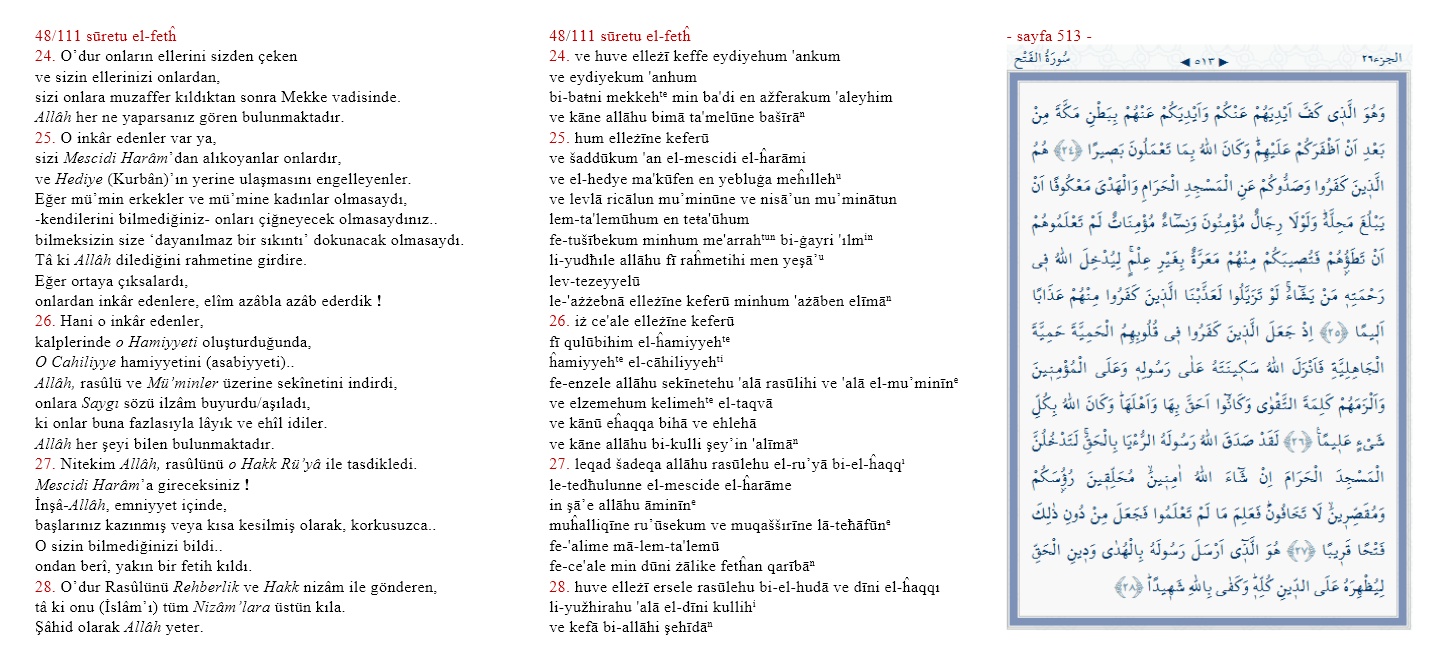 48/111 sūretu el-fetĥ
24. O’dur onların ellerini sizden çeken
ve sizin ellerinizi onlardan,
sizi onlara muzaffer kıldıktan sonra Mekke vadisinde.
Allâh her ne yaparsanız gören bulunmaktadır.
25. O inkâr edenler var ya,
sizi Mescidi Harâm’dan alıkoyanlar onlardır,
ve Hediye (Kurbân)’ın yerine ulaşmasını engelleyenler.
Eğer mü’min erkekler ve mü’mine kadınlar olmasaydı,
-kendilerini bilmediğiniz- onları çiğneyecek olmasaydınız..
bilmeksizin size ‘dayanılmaz bir sıkıntı’ dokunacak olmasaydı.
Tâ ki Allâh dilediğini rahmetine girdire.
Eğer ortaya çıksalardı,
onlardan inkâr edenlere, elîm azâbla azâb ederdik !
26. Hani o inkâr edenler,
kalplerinde o Hamiyyeti oluşturduğunda,
O Cahiliyye hamiyyetini (asabiyyeti)..
Allâh, rasûlü ve Mü’minler üzerine sekînetini indirdi,
onlara Saygı sözü ilzâm buyurdu/aşıladı,
ki onlar buna fazlasıyla lâyık ve ehîl idiler.
Allâh her şeyi bilen bulunmaktadır.
27. Nitekim Allâh, rasûlünü o Hakk Rü’yâ ile tasdikledi.
Mescidi Harâm’a gireceksiniz !
İnşâ-Allâh, emniyyet içinde,
başlarınız kazınmış veya kısa kesilmiş olarak, korkusuzca..
O sizin bilmediğinizi bildi..
ondan berî, yakın bir fetih kıldı.
28. O’dur Rasûlünü Rehberlik ve Hakk nizâm ile gönderen,
tâ ki onu (İslâm’ı) tüm Nizâm’lara üstün kıla.
Şâhid olarak Allâh yeter.
48/111 sūretu el-fetĥ
24. ve huve elleżī keffe eydiyehum 'ankum
ve eydiyekum 'anhum
bi-baŧni mekkehᵗᵉ min ba'di en ažferakum 'aleyhim
ve kāne allāhu bimā ta'melūne bašīrāⁿ
25. hum elleżīne keferū
ve šaddūkum 'an el-mescidi el-ĥarāmi
ve el-hedye ma'kūfen en yebluġa meĥillehᵘ
ve levlā ricālun mu’minūne ve nisā’un mu’minātun
lem-ta'lemūhum en teŧa'ūhum
fe-tušībekum minhum me'arrahᵗᵘⁿ bi-ġayri 'ılmⁱⁿ
li-yudħıle allāhu fī raĥmetihi men yeşā’ᵘ
lev-tezeyyelū
le-'ażżebnā elleżīne keferū minhum 'ażāben elīmāⁿ
26. iż ce'ale elleżīne keferū
fī qulūbihim el-ĥamiyyehᵗᵉ
ĥamiyyehᵗᵉ el-cāhiliyyehᵗⁱ
fe-enzele allāhu sekīnetehu 'alā rasūlihi ve 'alā el-mu’minīnᵉ
ve elzemehum kelimehᵗᵉ el-taqvā
ve kānū eĥaqqa bihā ve ehlehā
ve kāne allāhu bi-kulli şey’in 'alīmāⁿ
27. leqad šadeqa allāhu rasūlehu el-ru’yā bi-el-ĥaqqⁱ
le-tedħulunne el-mescide el-ĥarāme
in şā’e allāhu āminīnᵉ
muĥalliqīne ru’ūsekum ve muqaššırīne lā-teħāfūnᵉ
fe-'alime mā-lem-ta'lemū
fe-ce'ale min dūni żālike fetĥan qarībāⁿ
28. huve elleżī ersele rasūlehu bi-el-hudā ve dīni el-ĥaqqı
li-yužhirahu 'alā el-dīni kullihⁱ
ve kefā bi-allāhi şehīdāⁿ
- sayfa 513 -
الجزء ٢٦ ◀ ٥١٣ ▶ سُورَةُ الفَتْحِ
وَهُوَ الَّذ۪ي كَفَّ اَيْدِيَهُمْ عَنْكُمْ وَاَيْدِيَكُمْ عَنْهُمْ بِبَطْنِ مَكَّةَ مِنْ
بَعْدِ اَنْ اَظْفَرَكُمْ عَلَيْهِمْۜ وَكَانَ اللّٰهُ بِمَا تَعْمَلُونَ بَص۪يرًا ﴿٢٤﴾ هُمُ
الَّذ۪ينَ كَفَرُوا وَصَدُّوكُمْ عَنِ الْمَسْجِدِ الْحَرَامِ وَالْهَدْيَ مَعْكُوفًا اَنْ
يَبْلُغَ مَحِلَّهُۜ وَلَوْلَا رِجَالٌ مُؤْمِنُونَ وَنِسَٓاءٌ مُؤْمِنَاتٌ لَمْ تَعْلَمُوهُمْ
اَنْ تَطَؤُ۫هُمْ فَتُص۪يبَكُمْ مِنْهُمْ مَعَرَّةٌ بِغَيْرِ عِلْمٍۚ لِيُدْخِلَ اللّٰهُ ف۪ي
رَحْمَتِه۪ مَنْ يَشَٓاءُۚ لَوْ تَزَيَّلُوا لَعَذَّبْنَا الَّذ۪ينَ كَفَرُوا مِنْهُمْ عَذَابًا
اَل۪يمًا ﴿٢٥﴾ اِذْ جَعَلَ الَّذ۪ينَ كَفَرُوا ف۪ي قُلُوبِهِمُ الْحَمِيَّةَ حَمِيَّةَ
الْجَاهِلِيَّةِ فَاَنْزَلَ اللّٰهُ سَك۪ينَتَهُ عَلٰى رَسُولِه۪ وَعَلَى الْمُؤْمِن۪ينَ
وَاَلْزَمَهُمْ كَلِمَةَ التَّقْوٰى وَكَانُٓوا اَحَقَّ بِهَا وَاَهْلَهَاۜ وَكَانَ اللّٰهُ بِكُلِّ
شَيْءٍ عَل۪يمًا۟ ﴿٢٦﴾ لَقَدْ صَدَقَ اللّٰهُ رَسُولَهُ الرُّءْيَا بِالْحَقِّۚ لَتَدْخُلُنَّ
الْمَسْجِدَ الْحَرَامَ اِنْ شَٓاءَ اللّٰهُ اٰمِن۪ينَۙ مُحَلِّق۪ينَ رُؤُ۫سَكُمْ
وَمُقَصِّر۪ينَۙ لَا تَخَافُونَۜ فَعَلِمَ مَا لَمْ تَعْلَمُوا فَجَعَلَ مِنْ دُونِ ذٰلِكَ
فَتْحًا قَر۪يبًا ﴿٢٧﴾ هُوَ الَّذ۪ٓي اَرْسَلَ رَسُولَهُ بِالْهُدٰى وَد۪ينِ الْحَقِّ
لِيُظْهِرَهُ عَلَى الدّ۪ينِ كُلِّه۪ۜ وَكَفٰى بِاللّٰهِ شَه۪يدًاۜ ﴿٢٨﴾